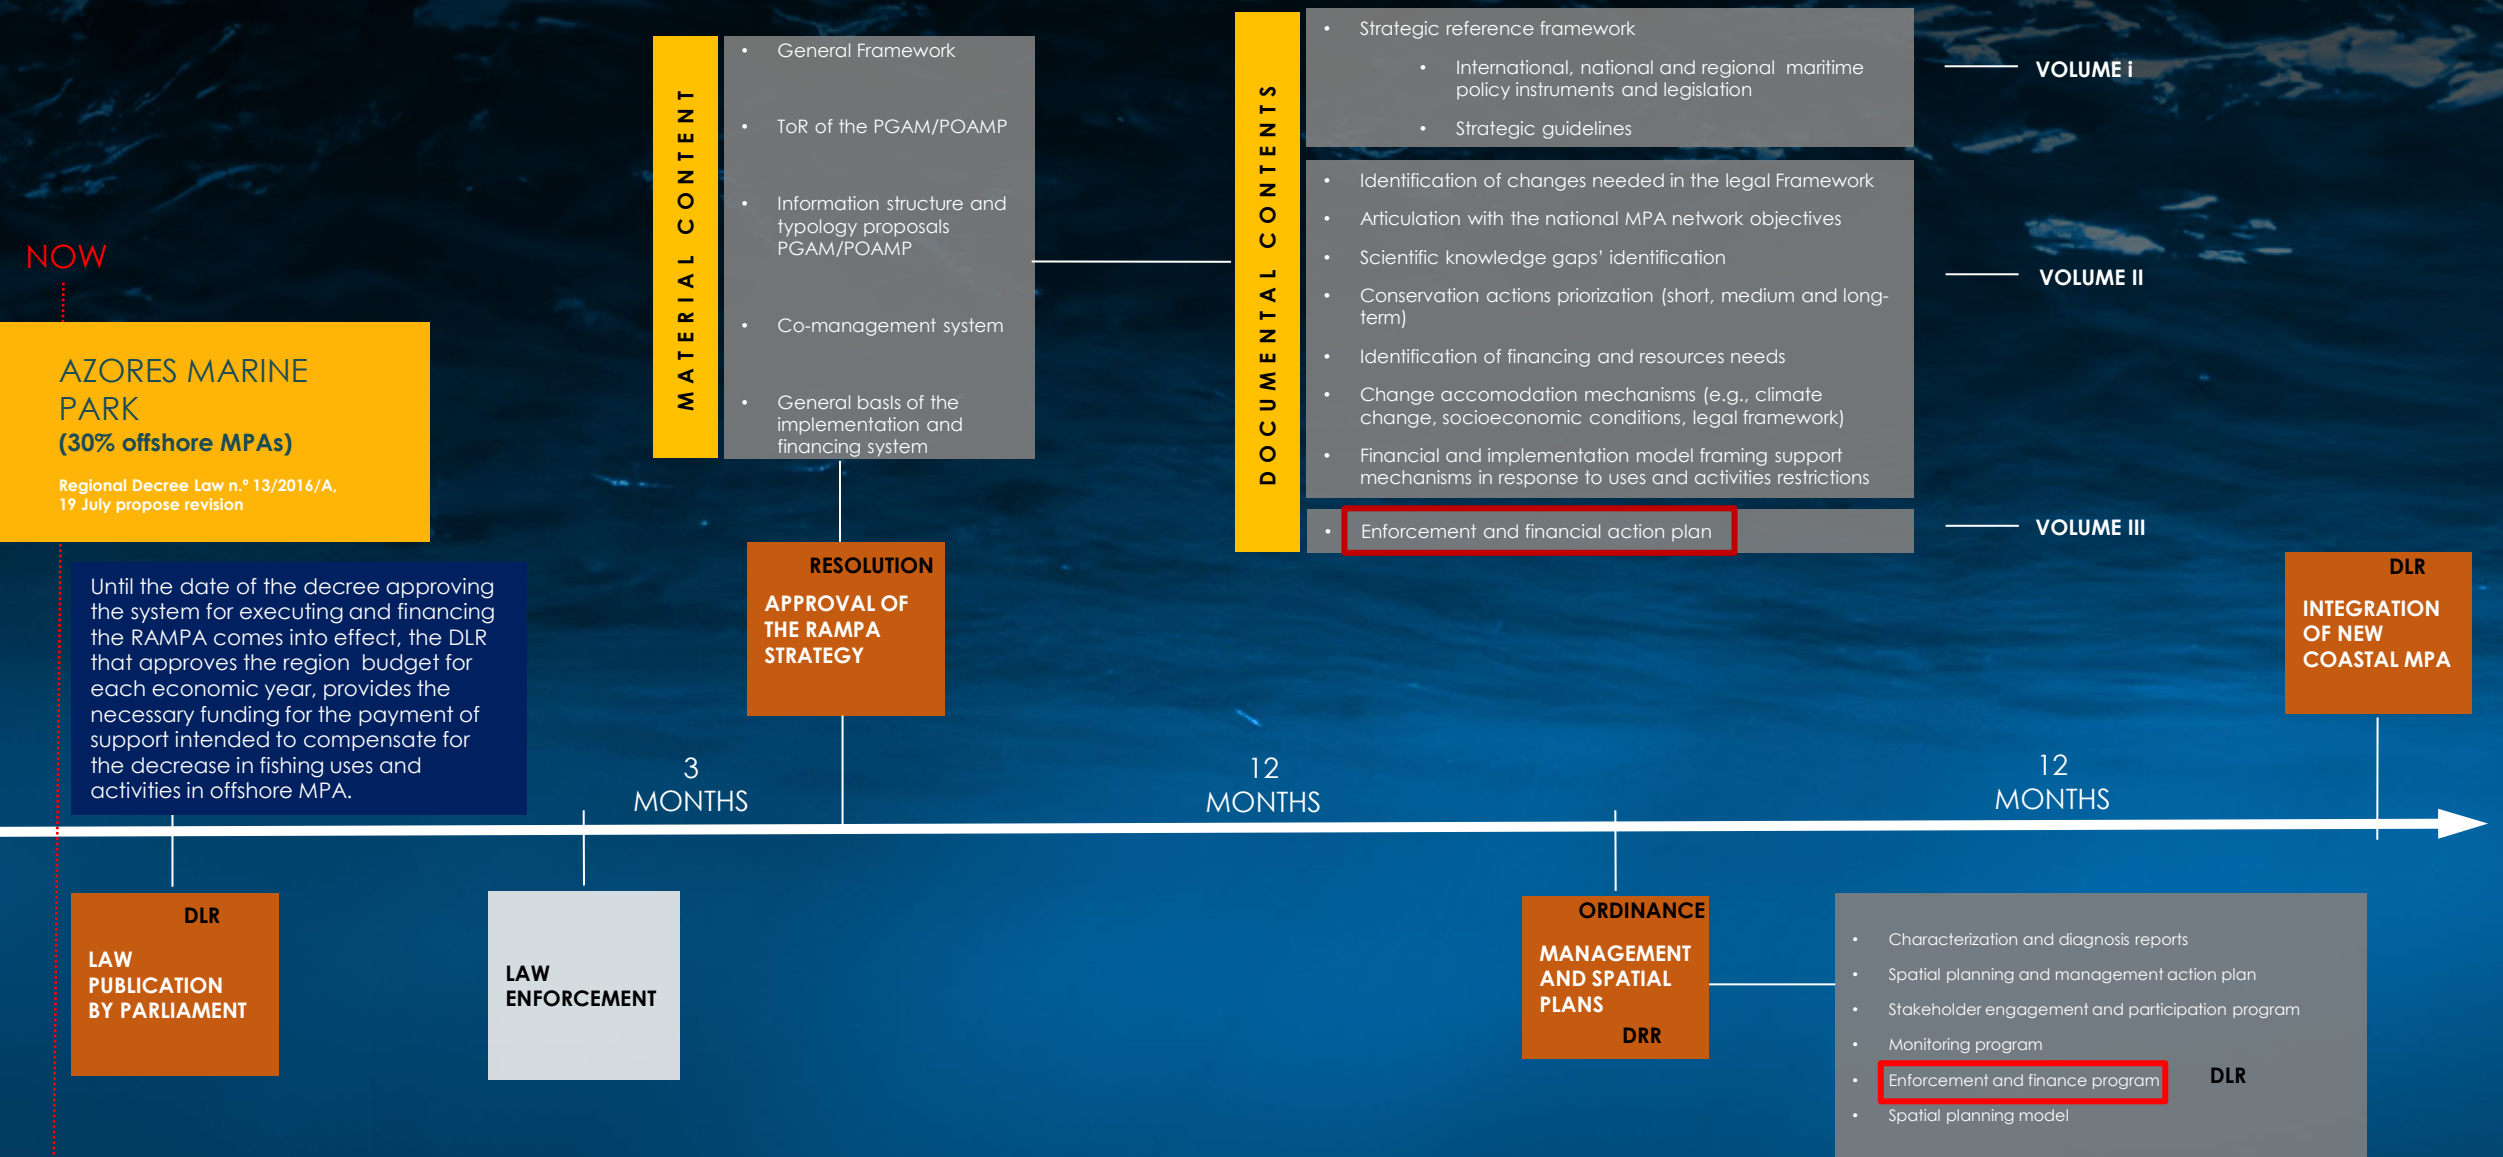 NOW
AZORES MARINE
PARK
(30% offshore MPAs)
Regional Decree Law n.º 13/2016/A,
19 July propose revision
Until the date of the decree approving
the system for executing and financing
the RAMPA comes into effect, the DLR
that approves the region budget for
each economic year, provides the
necessary funding for the payment of
support intended to compensate for
the decrease in fishing uses and
activities in offshore MPA.
MATERIAL CONTENT
• General Framework
• ToR of the PGAM/POAMP
• Information structure and
typology proposals
PGAM/POAMP
• Co-management system
• General basIs of the
implementation and
financing system
DOCUMENTAL CONTENTS
• Strategic reference framework
• International, national and regional maritime
policy instruments and legislation
• Strategic guidelines
VOLUME i
• Identification of changes needed in the legal Framework
• Articulation with the national MPA network objectives
• Scientific knowledge gaps' identification
• Conservation actions priorization (short, medium and long-
term)
• Identification of financing and resources needs
• Change accomodation mechanisms (e.g., climate
change, socioeconomic conditions, legal framework)
• Financial and implementation model framing support
mechanisms in response to uses and activities restrictions
VOLUME II
• Enforcement and financial action plan
VOLUME III
RESOLUTION
APPROVAL OF
THE RAMPA
STRATEGY
DLR
INTEGRATION
OF NEW
COASTAL MPA
3
MONTHS
12
MONTHS
12
MONTHS
DLR
LAW
PUBLICATION
BY PARLIAMENT
LAW
ENFORCEMENT
ORDINANCE
MANAGEMENT
AND SPATIAL
PLANS
DRR
• Characterization and diagnosis reports
• Spatial planning and management action plan
• Stakeholder engagement and participation program
• Monitoring program
• Enforcement and finance program
DLR
• Spatial planning model